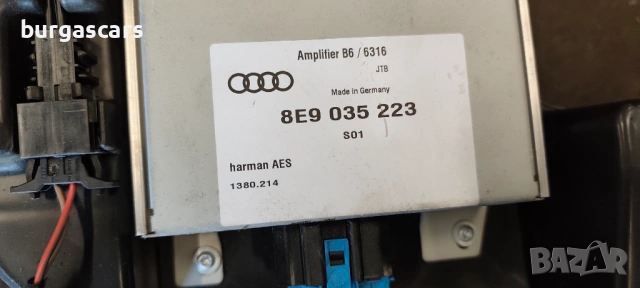 burgascars
Amplifier B6 / 6316
JTB
Made in Germany
8E9 035 223
S01
harman AES
1380.214
BAZAR